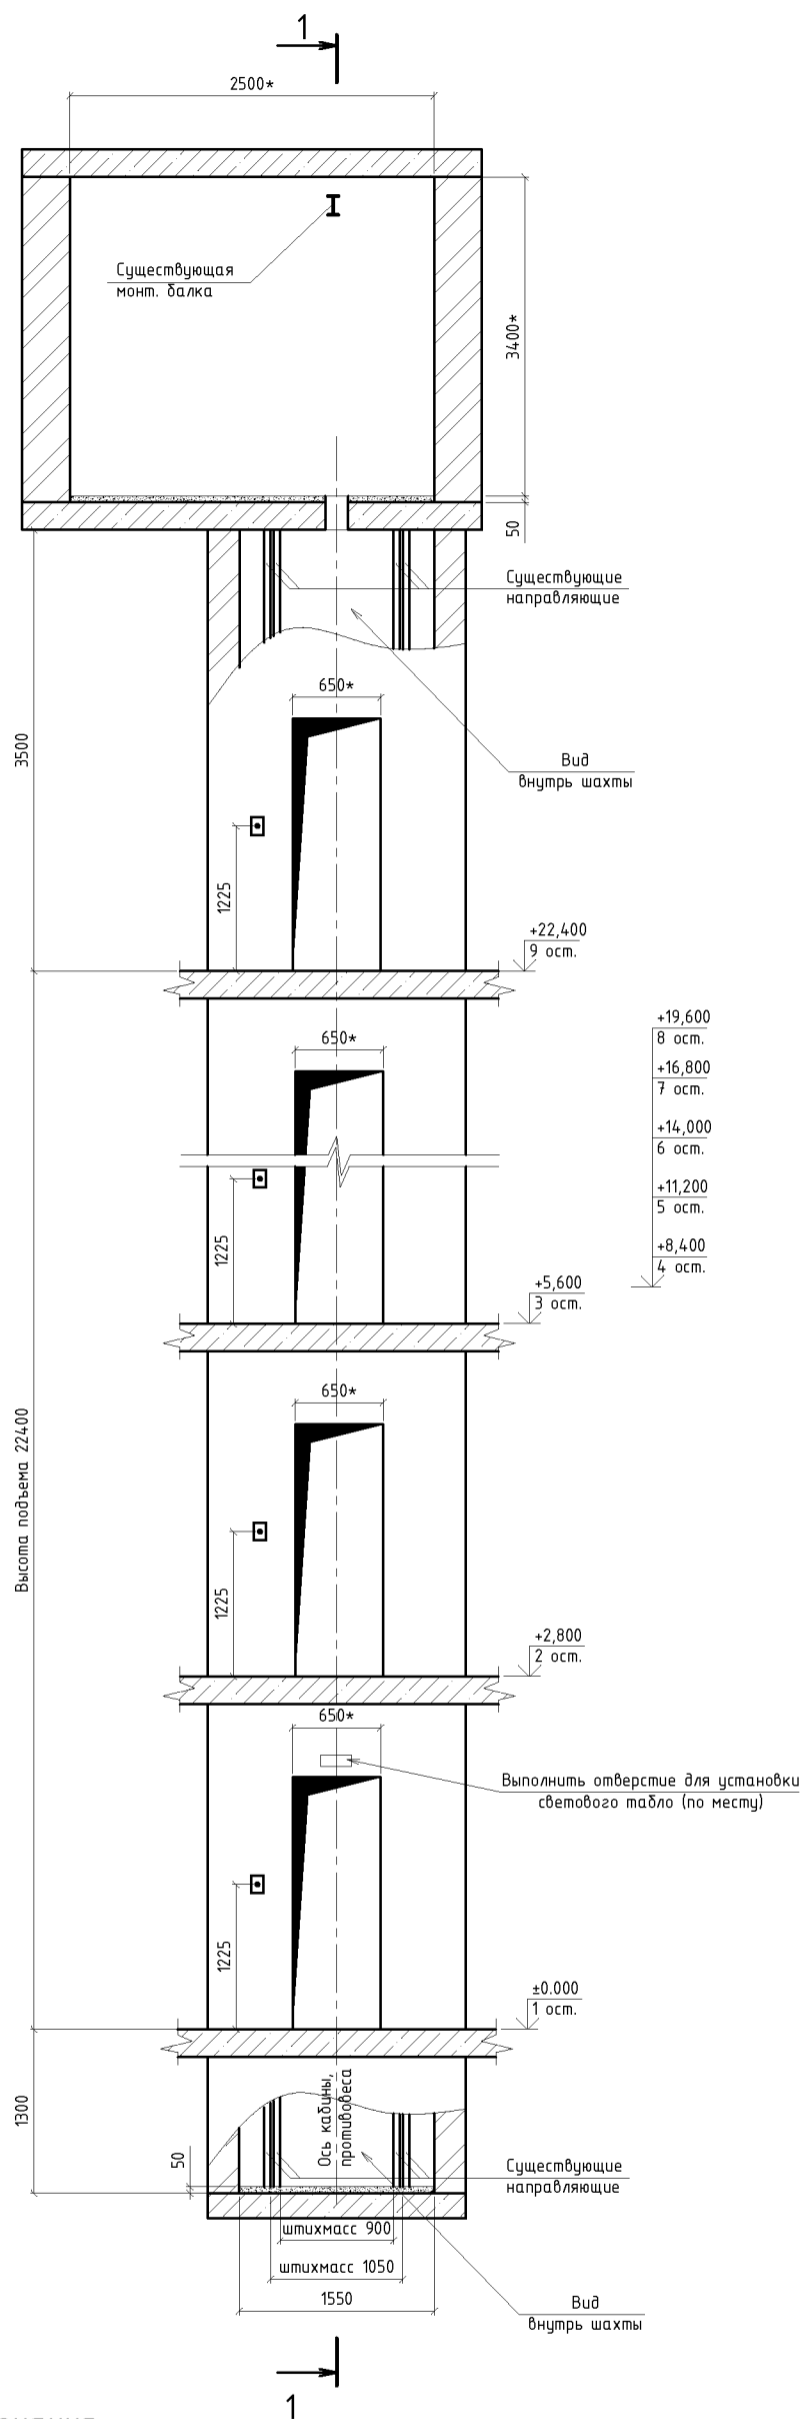 1
2500*
Существующая
монт. балка
3400*
50
Существующие
направляющие
650*
Вид
внутрь шахты
3500
1225
+22,400
9 ост.
+19,600
8 ост.
650*
+16,800
7 ост.
+14,000
6 ост.
+11,200
5 ост.
1225
+8,400
4 ост.
+5,600
3 ост.
650*
Высота подъема 22400
1225
+2,800
2 ост.
650*
Выполнить отверстие для установки
светового табло (по месту)
1225
±0.000
1 ост.
1300
Ось кабины,
противовеса
50
Существующие
направляющие
штихмасс 900
штихмасс 1050
1550
Вид
внутрь шахты
1